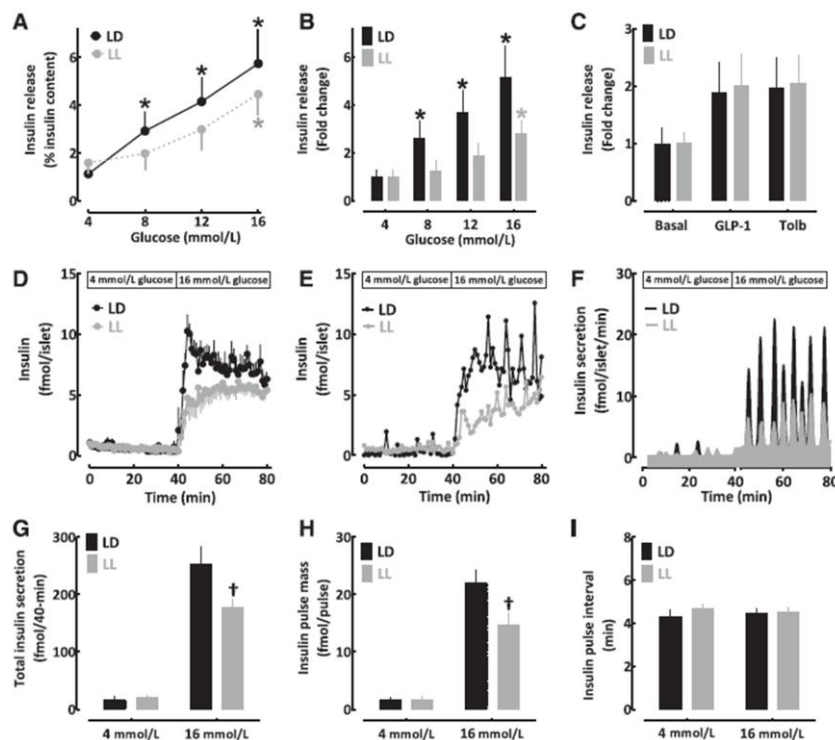 A
B
C
LD
LL
LD
LL
LD
LL
Insulin release
(% insulin content)
6
4
2
0
4 8 12 16
Glucose (mmol/L)
* * * *
Insulin release
(Fold change)
6
4
2
0
4 8 12 16
Glucose (mmol/L)
* * * *
Insulin release
(Fold change)
3
2
1
0
Basal GLP-1 Tolb
D
E
F
4 mmol/L glucose 16 mmol/L glucose
LD
LL
Insulin
(fmol/islet)
15
10
5
0
0 20 40 60 80
Time (min)
4 mmol/L glucose 16 mmol/L glucose
LD
LL
Insulin
(fmol/islet)
15
10
5
0
0 20 40 60 80
Time (min)
4 mmol/L glucose 16 mmol/L glucose
LD
LL
Insulin secretion
(fmol/islet/min)
30
20
10
0
0 20 40 60 80
Time (min)
G
H
I
LD
LL
Total insulin secretion
(fmol/40-min)
300
200
100
0
†
4 mmol/L 16 mmol/L
LD
LL
Insulin pulse mass
(fmol/pulse)
30
20
10
0
†
4 mmol/L 16 mmol/L
LD
LL
Insulin pulse interval
(min)
8
6
4
2
0
4 mmol/L 16 mmol/L